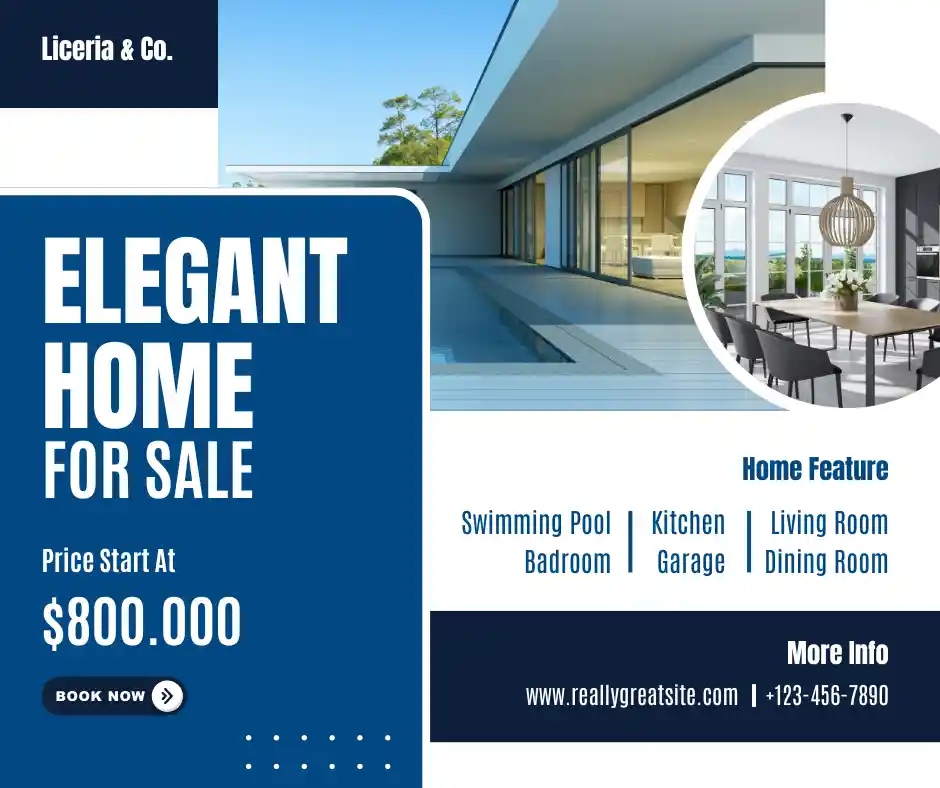 Liceria & Co.
ELEGANT
HOME
FOR SALE
Price Start At
$800.000
BOOK NOW
Home Feature
Swimming Pool | Kitchen | Living Room
Badroom | Garage | Dining Room
More Info
www.reallygreatsite.com | +123-456-7890